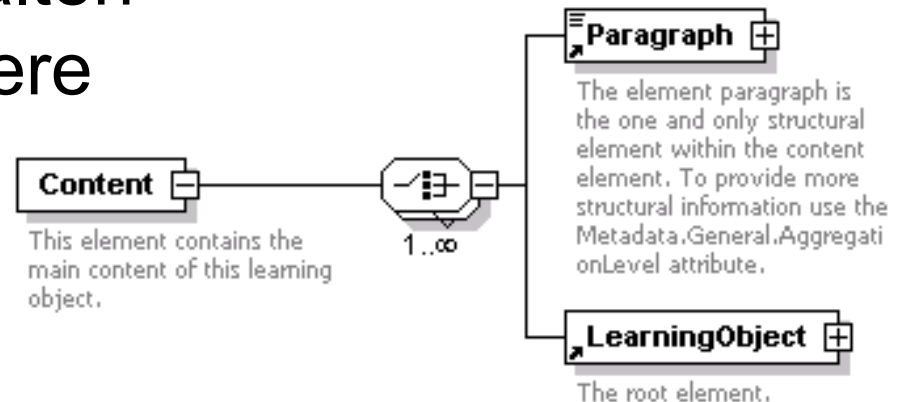 ere
Content
This element contains the
main content of this learning
object.
1..∞
Paragraph
The element paragraph is
the one and only structural
element within the content
element. To provide more
structural information use the
Metadata.General.Aggregati
onLevel attribute.
LearningObject
The root element.